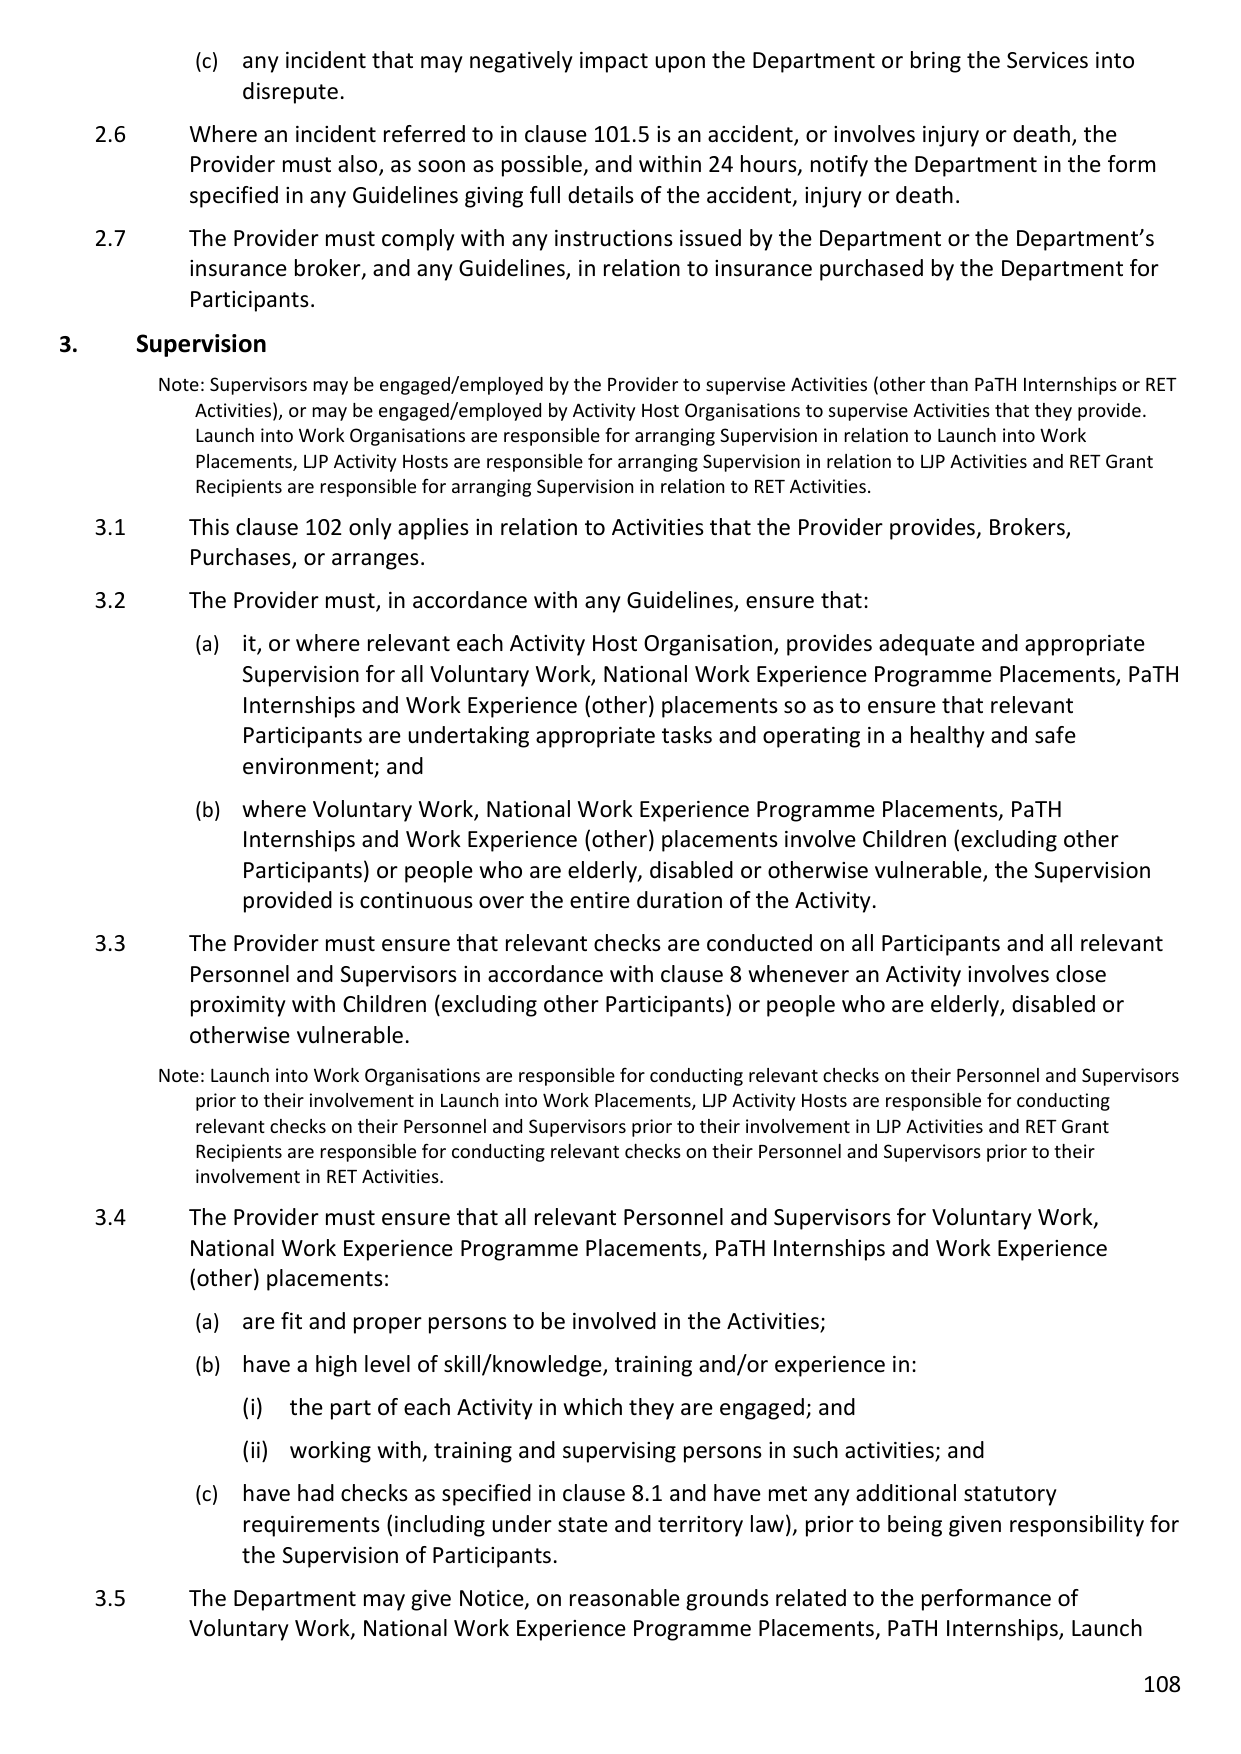 (c) any incident that may negatively impact upon the Department or bring the Services into
disrepute.
2.6 Where an incident referred to in clause 101.5 is an accident, or involves injury or death, the
Provider must also, as soon as possible, and within 24 hours, notify the Department in the form
specified in any Guidelines giving full details of the accident, injury or death.
2.7 The Provider must comply with any instructions issued by the Department or the Department’s
insurance broker, and any Guidelines, in relation to insurance purchased by the Department for
Participants.
3. Supervision
Note: Supervisors may be engaged/employed by the Provider to supervise Activities (other than PaTH Internships or RET
Activities), or may be engaged/employed by Activity Host Organisations to supervise Activities that they provide.
Launch into Work Organisations are responsible for arranging Supervision in relation to Launch into Work
Placements, LJP Activity Hosts are responsible for arranging Supervision in relation to LJP Activities and RET Grant
Recipients are responsible for arranging Supervision in relation to RET Activities.
3.1 This clause 102 only applies in relation to Activities that the Provider provides, Brokers,
Purchases, or arranges.
3.2 The Provider must, in accordance with any Guidelines, ensure that:
(a) it, or where relevant each Activity Host Organisation, provides adequate and appropriate
Supervision for all Voluntary Work, National Work Experience Programme Placements, PaTH
Internships and Work Experience (other) placements so as to ensure that relevant
Participants are undertaking appropriate tasks and operating in a healthy and safe
environment; and
(b) where Voluntary Work, National Work Experience Programme Placements, PaTH
Internships and Work Experience (other) placements involve Children (excluding other
Participants) or people who are elderly, disabled or otherwise vulnerable, the Supervision
provided is continuous over the entire duration of the Activity.
3.3 The Provider must ensure that relevant checks are conducted on all Participants and all relevant
Personnel and Supervisors in accordance with clause 8 whenever an Activity involves close
proximity with Children (excluding other Participants) or people who are elderly, disabled or
otherwise vulnerable.
Note: Launch into Work Organisations are responsible for conducting relevant checks on their Personnel and Supervisors
prior to their involvement in Launch into Work Placements, LJP Activity Hosts are responsible for conducting
relevant checks on their Personnel and Supervisors prior to their involvement in LJP Activities and RET Grant
Recipients are responsible for conducting relevant checks on their Personnel and Supervisors prior to their
involvement in RET Activities.
3.4 The Provider must ensure that all relevant Personnel and Supervisors for Voluntary Work,
National Work Experience Programme Placements, PaTH Internships and Work Experience
(other) placements:
(a) are fit and proper persons to be involved in the Activities;
(b) have a high level of skill/knowledge, training and/or experience in:
(i) the part of each Activity in which they are engaged; and
(ii) working with, training and supervising persons in such activities; and
(c) have had checks as specified in clause 8.1 and have met any additional statutory
requirements (including under state and territory law), prior to being given responsibility for
the Supervision of Participants.
3.5 The Department may give Notice, on reasonable grounds related to the performance of
Voluntary Work, National Work Experience Programme Placements, PaTH Internships, Launch
108